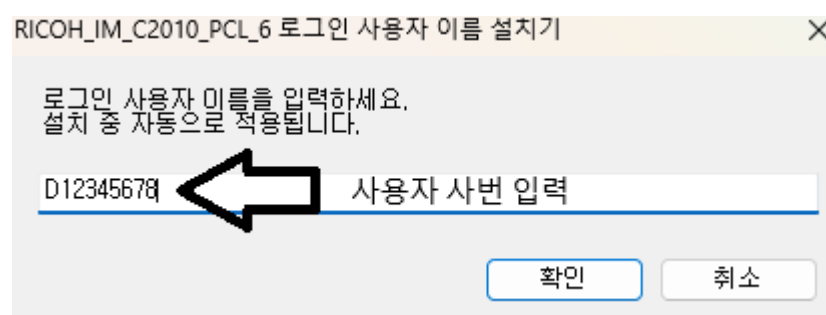 RICOH_IM_C2010_PCL_6 로그인 사용자 이름 설치기
로그인 사용자 이름을 입력하세요.
설치 중 자동으로 적용됩니다.
D12345678 사용자 사번 입력
확인 취소